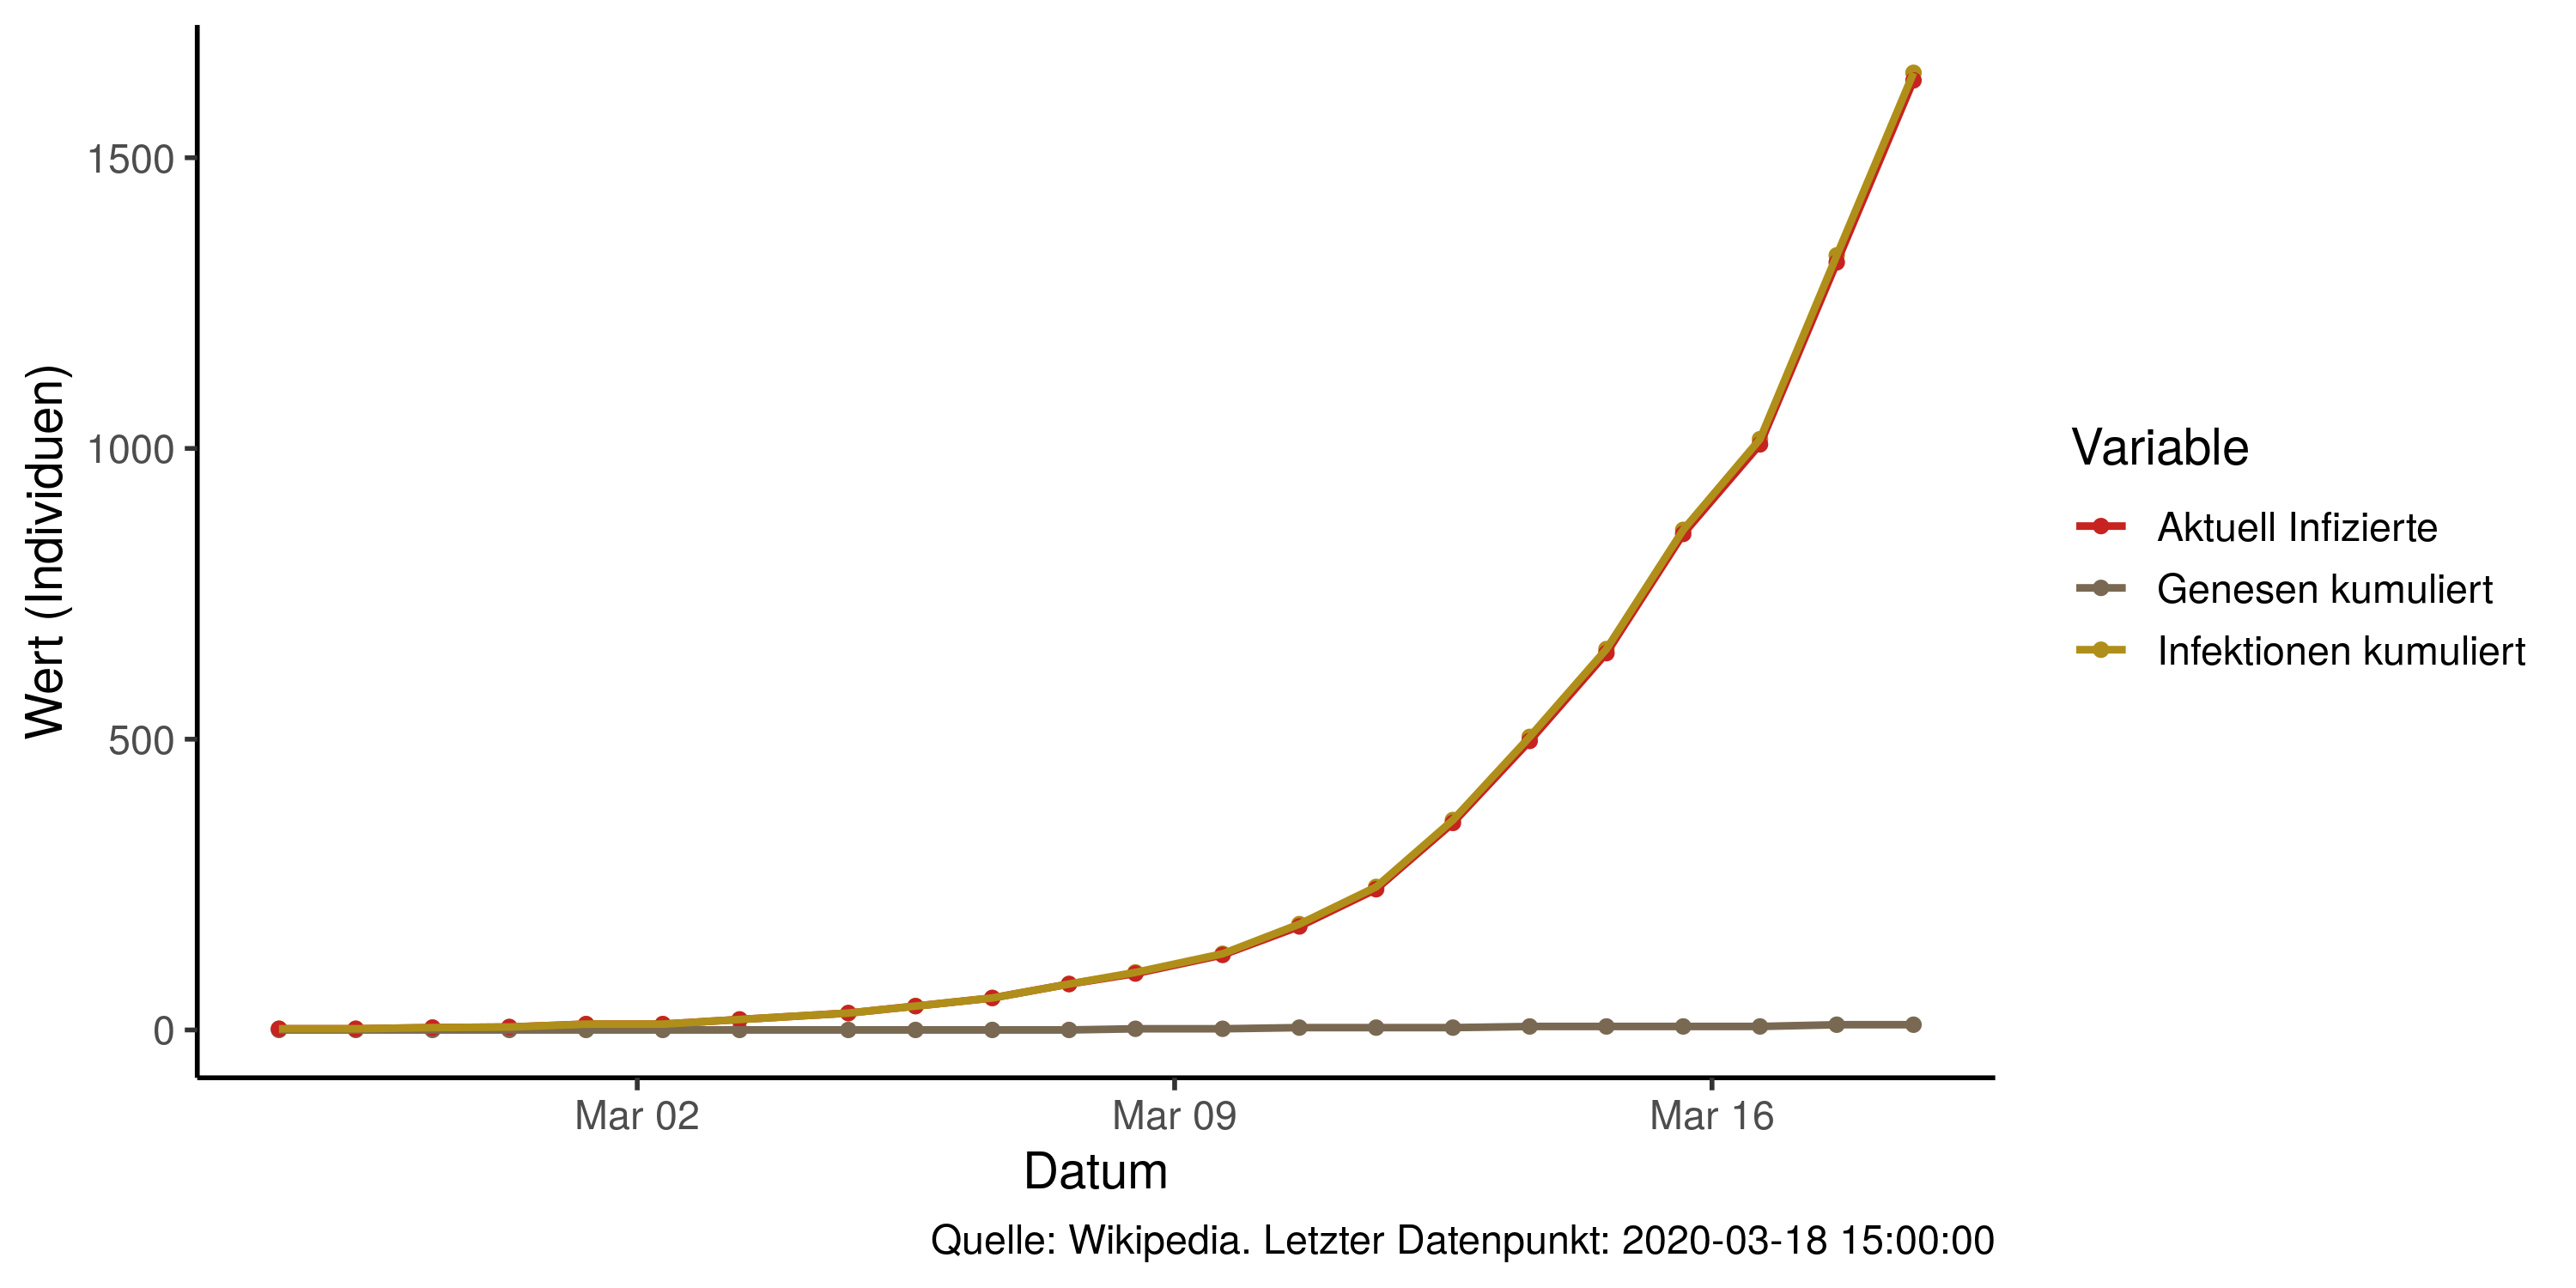 Wert (Individuen)
1500
1000
500
0
Mar 02
Mar 09
Mar 16
Datum
Variable
Aktuell Infizierte
Genesen kumuliert
Infektionen kumuliert
Quelle: Wikipedia. Letzter Datenpunkt: 2020-03-18 15:00:00